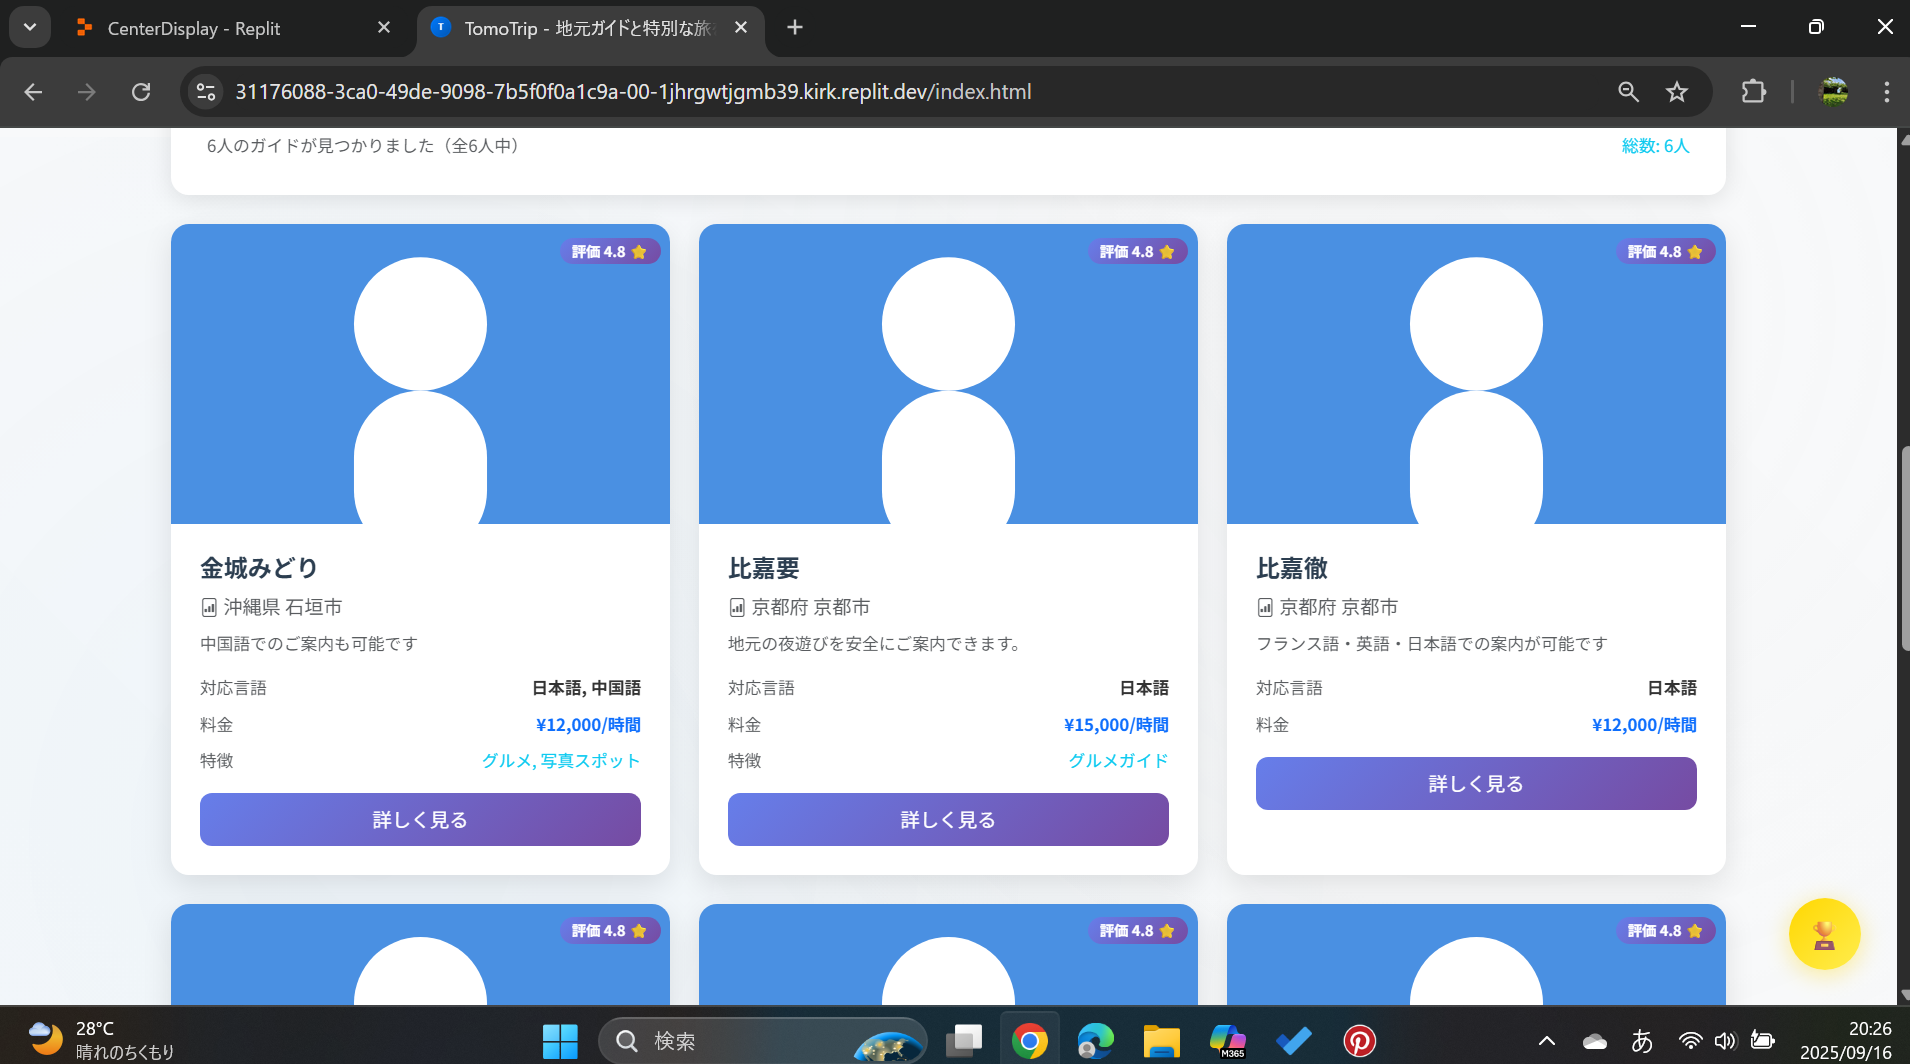 CenterDisplay - Replit
TomoTrip - 地元ガイドと特別な旅
31176088-3ca0-49de-9098-7b5f0f0a1c9a-00-1jhrgwtjgmb39.kirk.replit.dev/index.html
6人のガイドが見つかりました（全6人中）
総数: 6人
評価 4.8
評価 4.8
評価 4.8
金城みどり
沖縄県 石垣市
中国語でのご案内も可能です
対応言語 日本語, 中国語
料金 ¥12,000/時間
特徴 グルメ, 写真スポット
詳しく見る
比嘉要
京都府 京都市
地元の夜遊びを安全にご案内できます。
対応言語 日本語
料金 ¥15,000/時間
特徴 グルメガイド
詳しく見る
比嘉徹
京都府 京都市
フランス語・英語・日本語での案内が可能です
対応言語 日本語
料金 ¥12,000/時間
詳しく見る
評価 4.8
評価 4.8
評価 4.8
28°C
晴れのちくもり
検索
M365
あ
20:26
2025/09/16